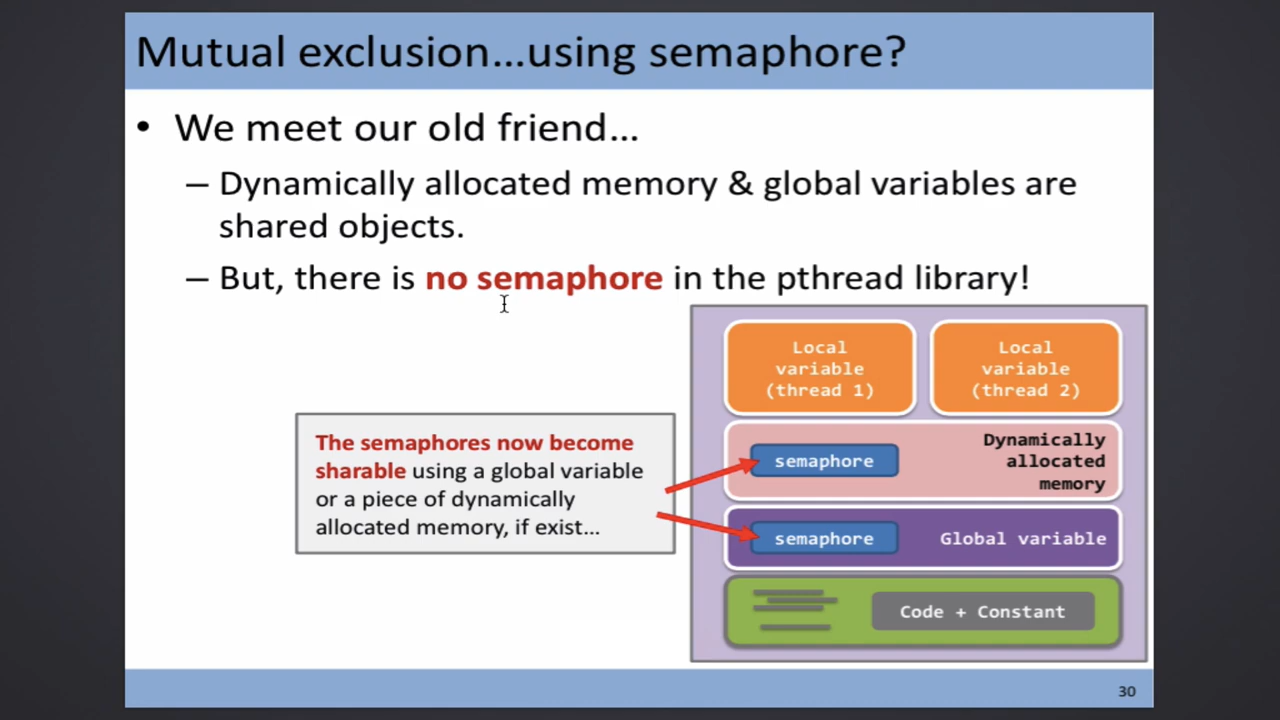 Mutual exclusion...using semaphore?
• We meet our old friend...
– Dynamically allocated memory & global variables are
shared objects.
– But, there is no semaphore in the pthread library!
Local
variable
(thread 1)
Local
variable
(thread 2)
The semaphores now become
sharable using a global variable
or a piece of dynamically
allocated memory, if exist...
semaphore
Dynamically
allocated
memory
semaphore
Global variable
Code + Constant
30